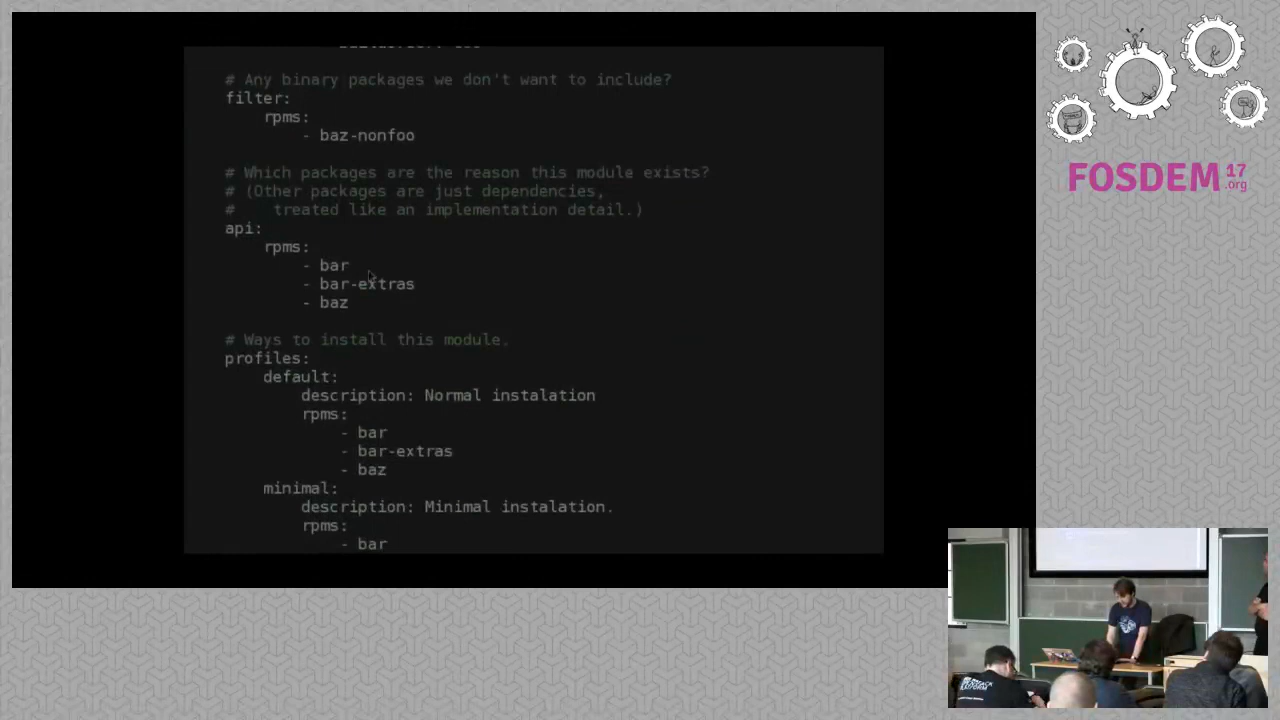 # Any binary packages we don't want to include?
filter:
rpms:
- baz-nonfoo
# Which packages are the reason this module exists?
# (Other packages are just dependencies,
#    treated like an implementation detail.)
api:
rpms:
- bar
- bar-extras
- baz
# Ways to install this module.
profiles:
default:
description: Normal instalation
rpms:
- bar
- bar-extras
- baz
minimal:
description: Minimal instalation.
rpms:
- bar
FOSDEM 17
.org